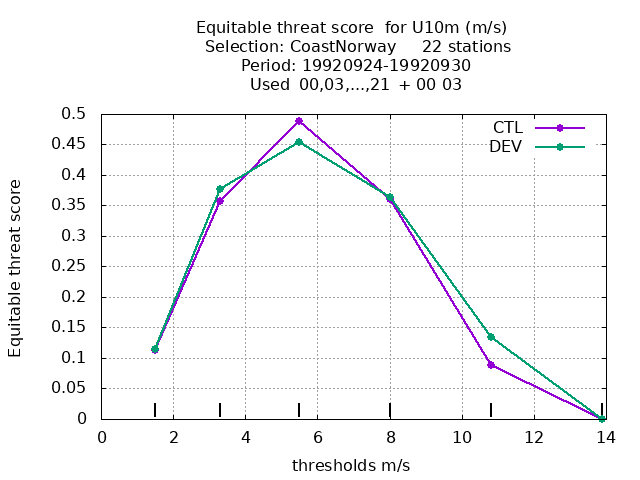 Equitable threat score  for U10m (m/s)
Selection: CoastNorway     22 stations
Period: 19920924-19920930
Used  00,03,...,21  + 00 03
CTL
DEV
Equitable threat score
0.5
0.45
0.4
0.35
0.3
0.25
0.2
0.15
0.1
0.05
0
0 2 4 6 8 10 12 14
thresholds m/s